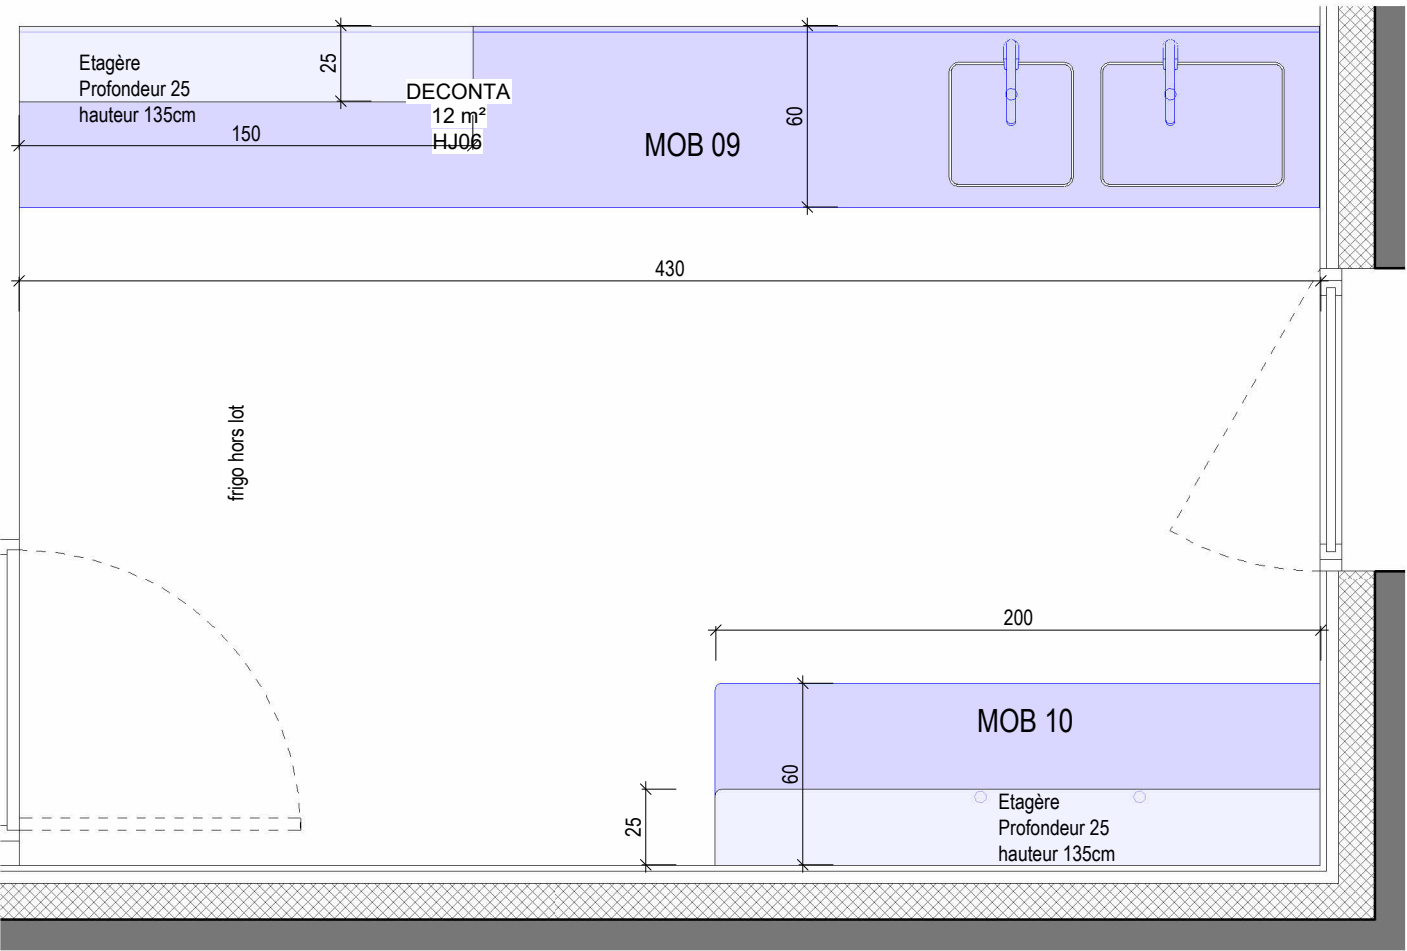 Etagère
Profondeur 25
hauteur 135cm
25
DECONTA
12 m²
HJ06
150
MOB 09
60
430
frigo hors lot
200
MOB 10
60
25
Etagère
Profondeur 25
hauteur 135cm